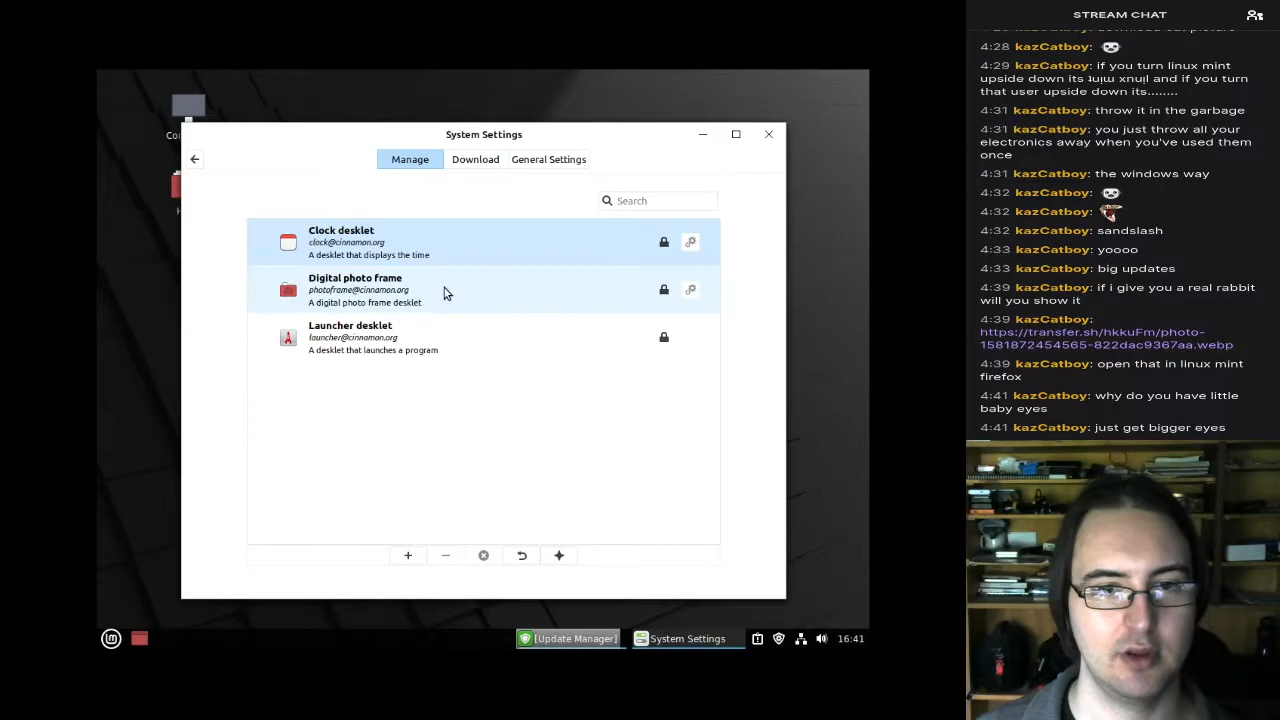 STREAM CHAT
4:28 kazCatboy:
4:29 kazCatboy: if you turn linux mint
upside down its ʇuıɯ xnuıl and if you turn
that user upside down its........
4:31 kazCatboy: throw it in the garbage
4:31 kazCatboy: you just throw all your
electronics away when you've used them
once
4:31 kazCatboy: the windows way
4:32 kazCatboy:
4:32 kazCatboy:
4:32 kazCatboy: sandslash
4:33 kazCatboy: yoooo
4:33 kazCatboy: big updates
4:39 kazCatboy: if i give you a real rabbit
will you show it
4:39 kazCatboy:
https://transfer.sh/hkkuFm/photo-
1581872454565-822dac9367aa.webp
4:39 kazCatboy: open that in linux mint
firefox
4:41 kazCatboy: why do you have little
baby eyes
4:41 kazCatboy: just get bigger eyes
System Settings
Manage
Download
General Settings
Search
Clock desklet
clock@cinnamon.org
A desklet that displays the time
Digital photo frame
photoframe@cinnamon.org
A digital photo frame desklet
Launcher desklet
launcher@cinnamon.org
A desklet that launches a program
[Update Manager]
System Settings
16:41